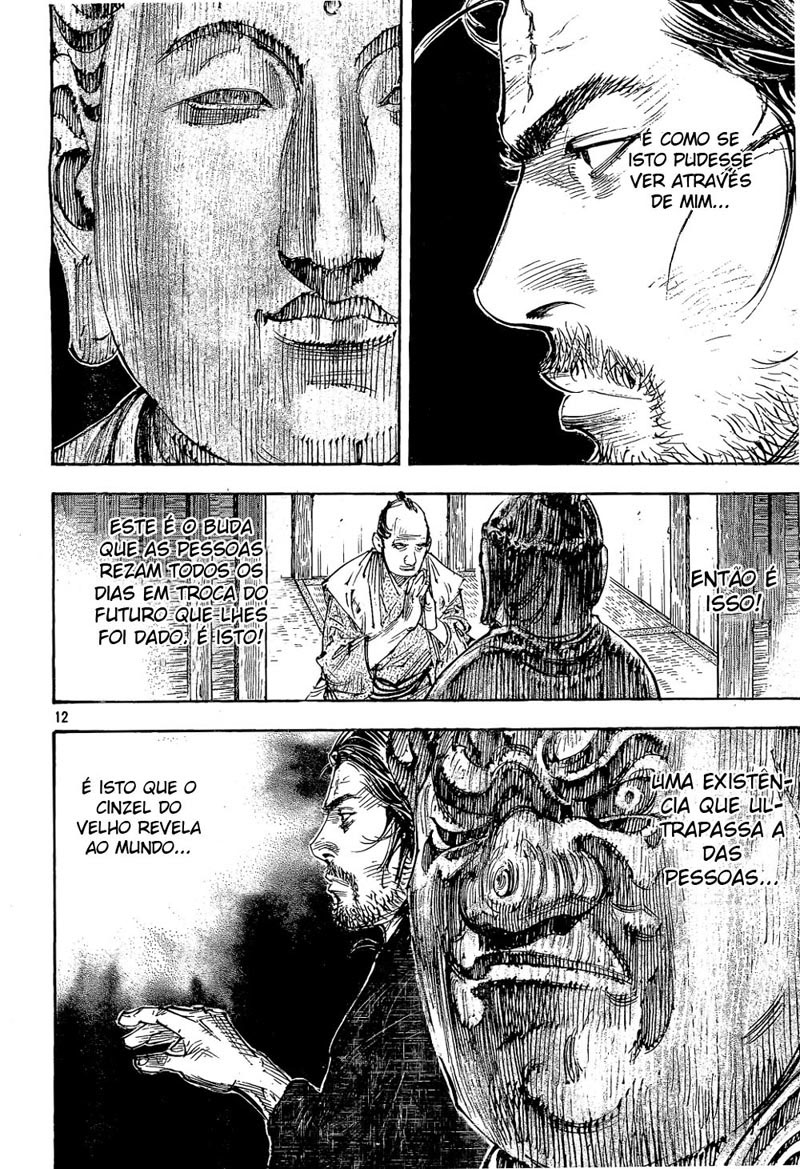 É COMO SE
ISTO PUDESSE
VER ATRAVÉS
DE MIM...
ENTÃO É
ISSO!
ESTE É O BUDA
QUE AS PESSOAS
REZAM TODOS OS
DIAS EM TROCA DO
FUTURO QUE LHES
FOI DADO. É ISTO!
12
UMA EXISTÊN-
CIA QUE UL-
TRAPASSA A
DAS
PESSOAS...
É ISTO QUE O
CINZEL DO
VELHO REVELA
AO MUNDO...